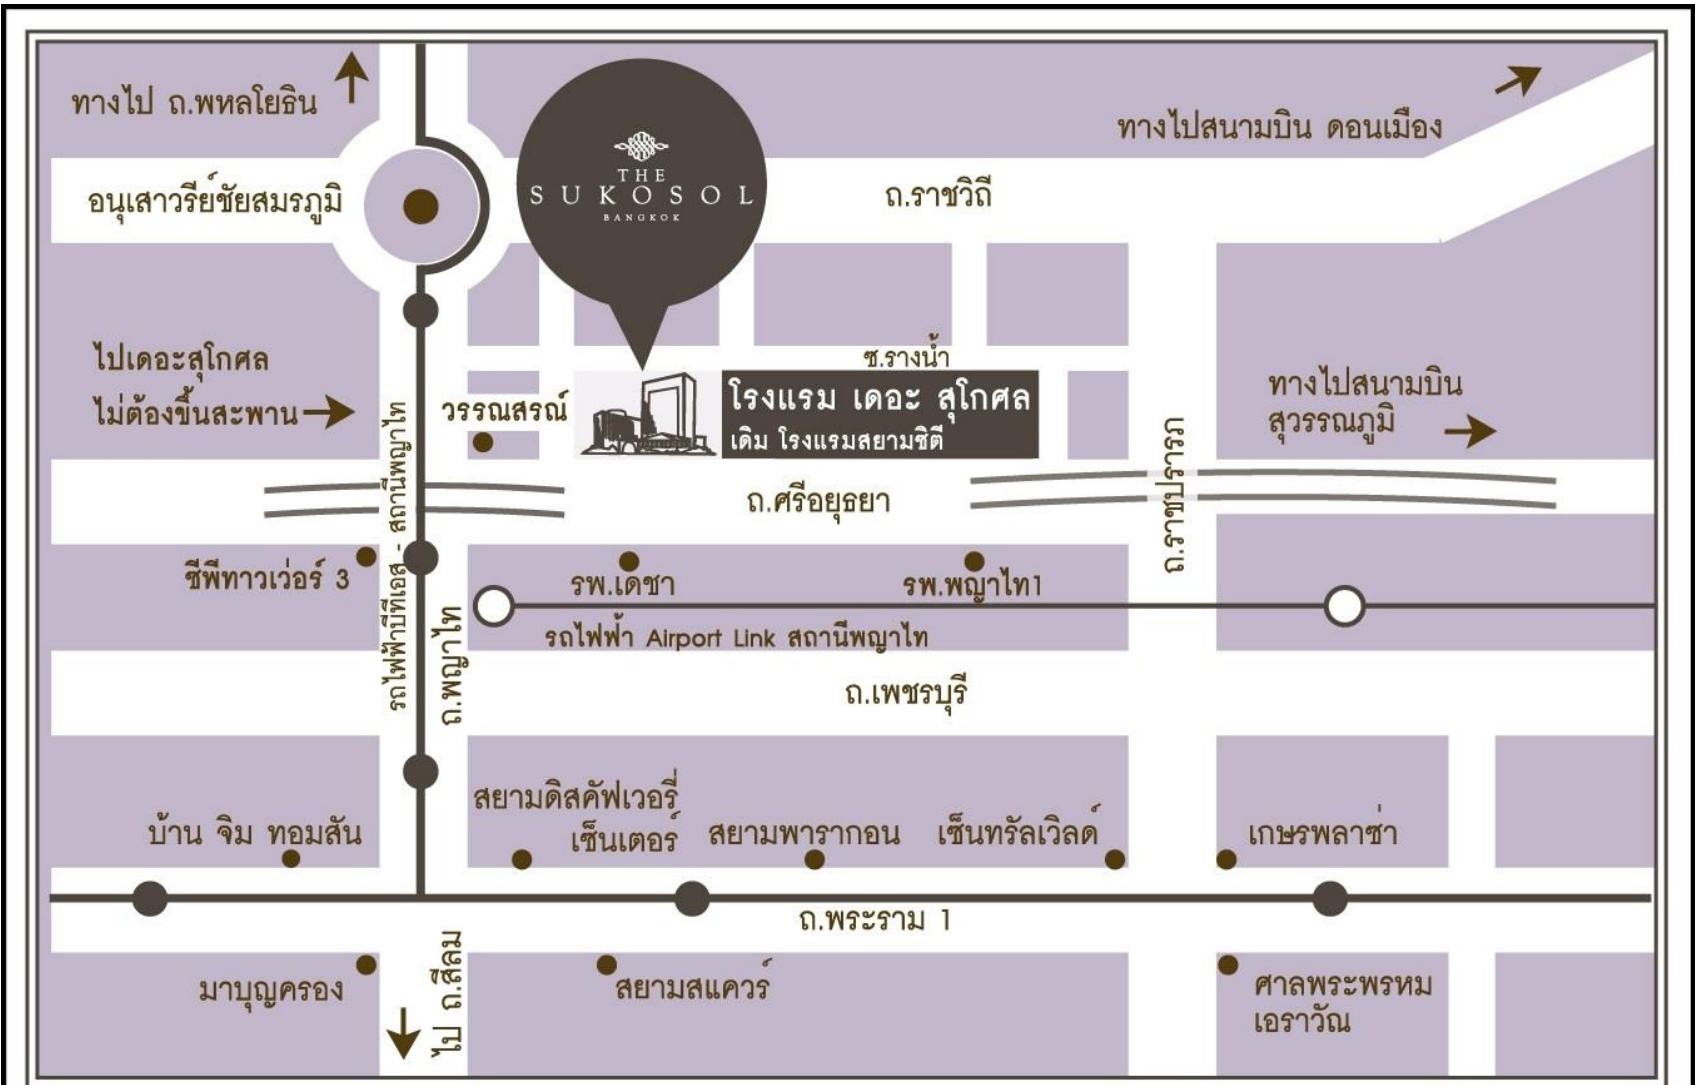 ทางไป ถ.พหลโยธิน
ทางไปสนามบิน ดอนเมือง
อนุเสาวรีย์ชัยสมรภูมิ
THE
SUKOSOL
BANGKOK
ถ.ราชวิถี
ไปเดอะสุโกศล
ไม่ต้องขึ้นสะพาน
วรรณสรณ์
ซ.รางน้ำ
โรงแรม เดอะ สุโกศล
เดิม โรงแรมสยามซิตี
ทางไปสนามบิน
สุวรรณภูมิ
รถไฟฟ้าบีทีเอส - สถานีพญาไท
ถ.ศรีอยุธยา
ถ.ราชปรารภ
ซีพีทาวเว่อร์ 3
รพ.เดชา
รพ.พญาไท1
ถ.พญาไท
รถไฟฟ้า Airport Link สถานีพญาไท
ถ.เพชรบุรี
บ้าน จิม ทอมสัน
สยามดิสคัฟเวอรี่
เซ็นเตอร์
สยามพารากอน
เซ็นทรัลเวิลด์
เกษรพลาซ่า
ถ.พระราม 1
มาบุญครอง
ไป ถ.สีลม
สยามสแควร์
ศาลพระพรหม
เอราวัณ